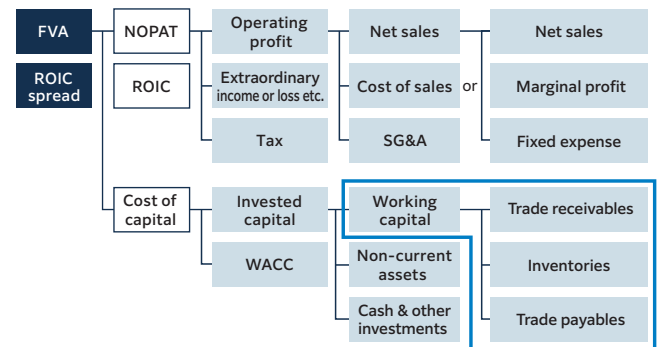 FVA
NOPAT
Operating
profit
Net sales
Net sales
ROIC
spread
ROIC
Extraordinary
income or loss etc.
Cost of sales
or
Marginal profit
Tax
SG&A
Fixed expense
Cost of
capital
Invested
capital
Working
capital
Trade receivables
WACC
Non-current
assets
Inventories
Cash & other
investments
Trade payables